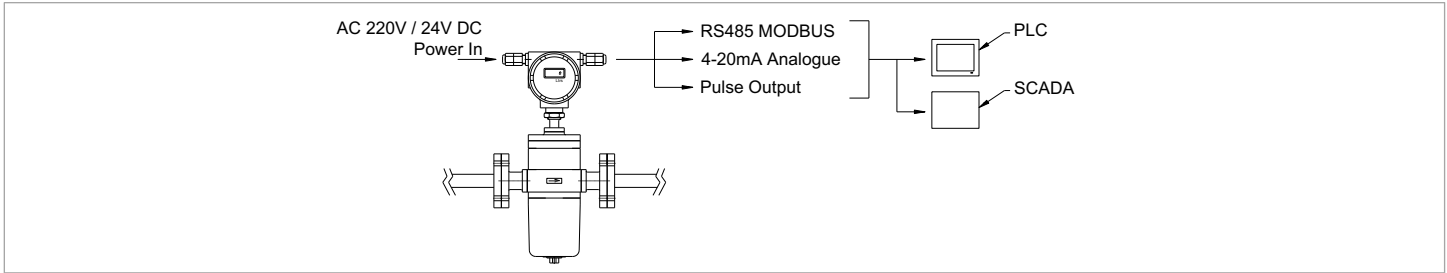 AC 220V / 24V DC
Power In
RS485 MODBUS
4-20mA Analogue
Pulse Output
PLC
SCADA